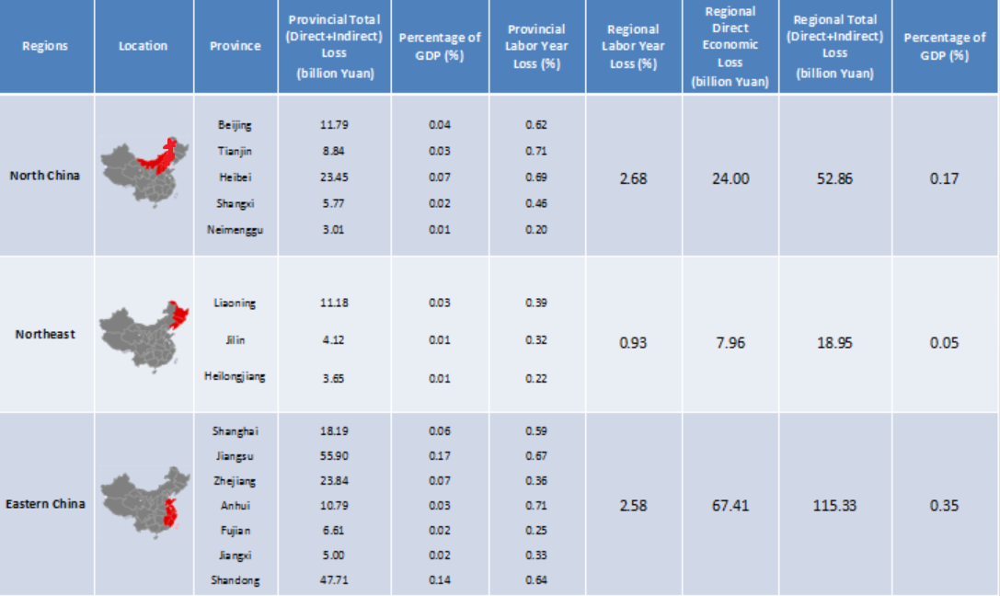 Regions Location Province Provincial Total (Direct+Indirect) Loss (billion Yuan) Percentage of GDP (%) Provincial Labor Year Loss (%) Regional Labor Year Loss (%) Regional Direct Economic Loss (billion Yuan) Regional Total (Direct+Indirect) Loss (billion Yuan) Percentage of GDP (%)
Beijing 11.79 0.04 0.62
Tianjin 8.84 0.03 0.71
North China Heibei 23.45 0.07 0.69 2.68 24.00 52.86 0.17
Shangxi 5.77 0.02 0.46
Neimenggu 3.01 0.01 0.20
Liaoning 11.18 0.03 0.39
Northeast Jilin 4.12 0.01 0.32 0.93 7.96 18.95 0.05
Heilongjiang 3.65 0.01 0.22
Shanghai 18.19 0.06 0.59
Jiangsu 55.90 0.17 0.67
Zhejiang 23.84 0.07 0.36
Eastern China Anhui 10.79 0.03 0.71 2.58 67.41 115.33 0.35
Fujian 6.61 0.02 0.25
Jiangxi 5.00 0.02 0.33
Shandong 47.71 0.14 0.64